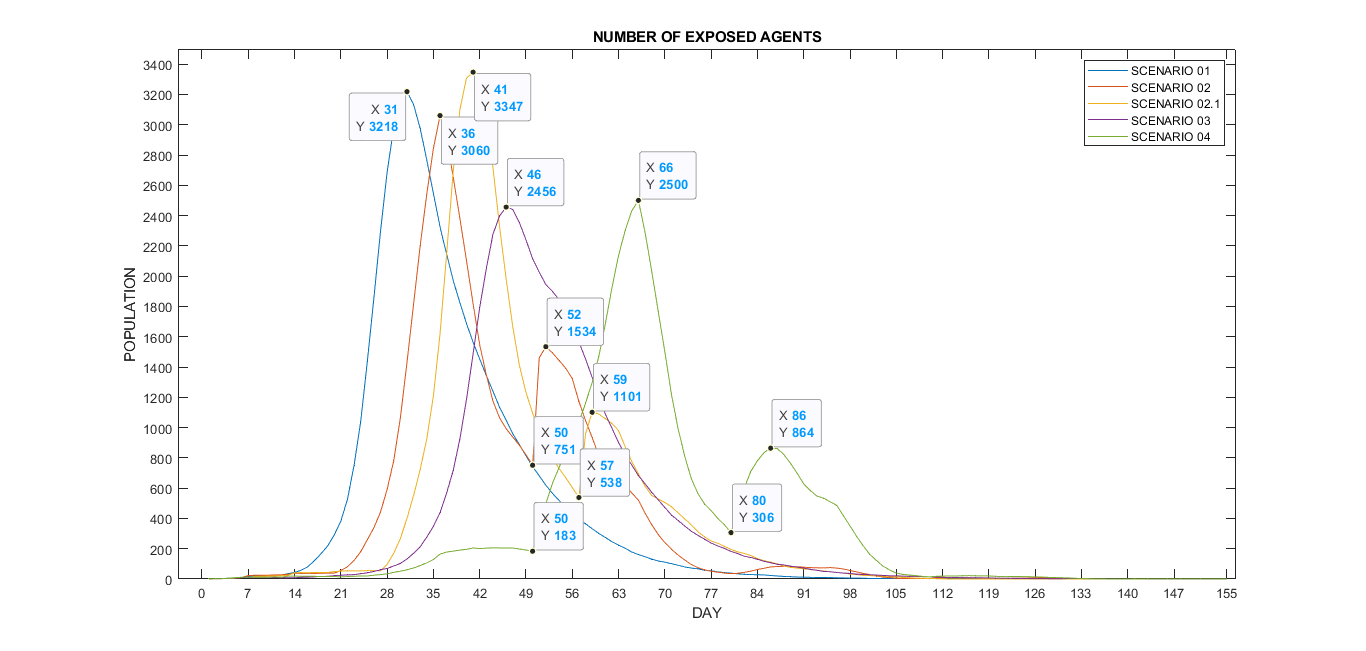 NUMBER OF EXPOSED AGENTS
SCENARIO 01
SCENARIO 02
SCENARIO 02.1
SCENARIO 03
SCENARIO 04
POPULATION
3400
3200
3000
2800
2600
2400
2200
2000
1800
1600
1400
1200
1000
800
600
400
200
0
X 31
Y 3218
X 41
Y 3347
X 36
Y 3060
X 46
Y 2456
X 66
Y 2500
X 52
Y 1534
X 59
Y 1101
X 86
Y 864
X 50
Y 751
X 57
Y 538
X 80
Y 306
X 50
Y 183
0 7 14 21 28 35 42 49 56 63 70 77 84 91 98 105 112 119 126 133 140 147 155
DAY